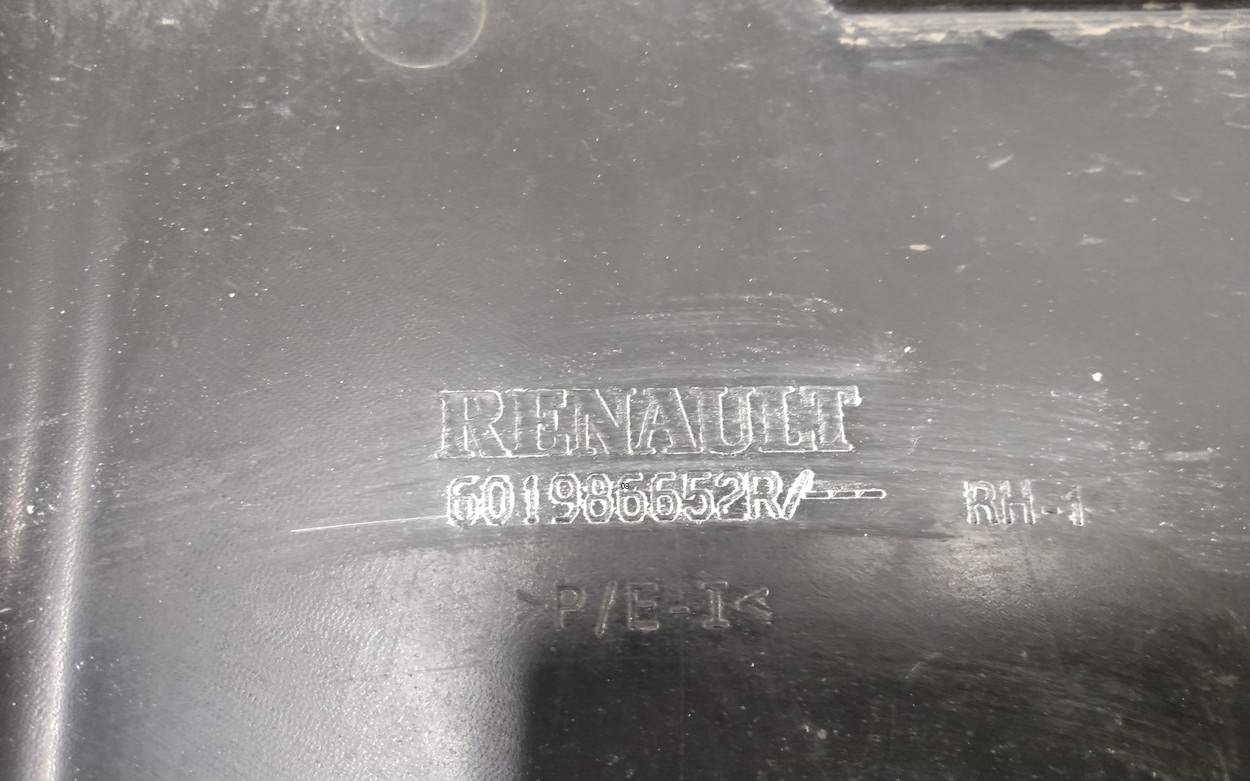 RENAULT
601986652R/--- RH-1
>P/E-I<